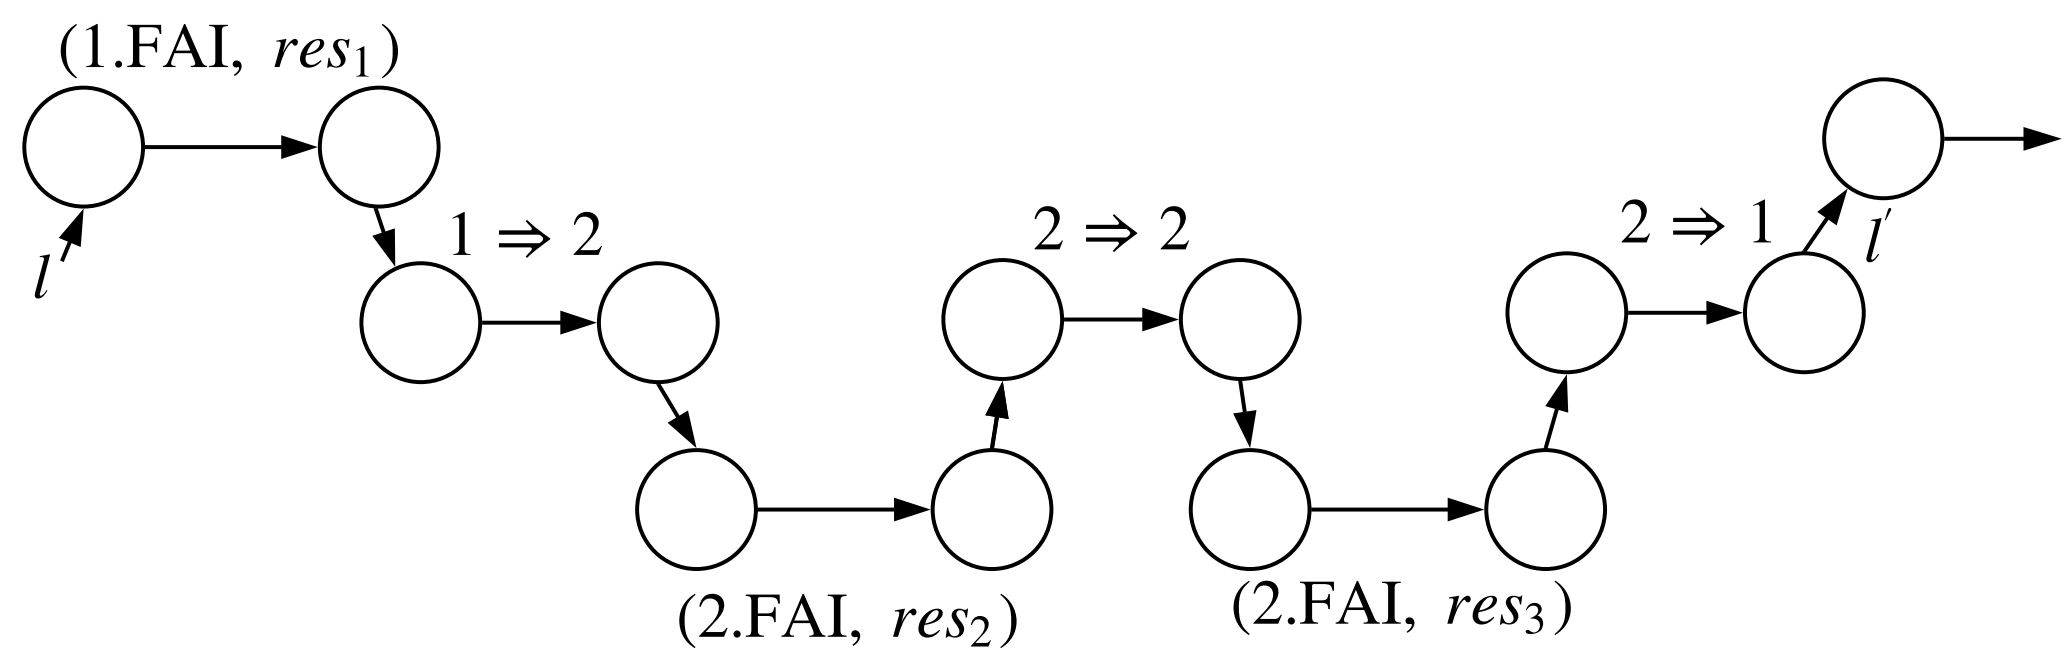 (1.FAI, res₁)
l
1 ⇒ 2
(2.FAI, res₂)
2 ⇒ 2
(2.FAI, res₃)
2 ⇒ 1
l′